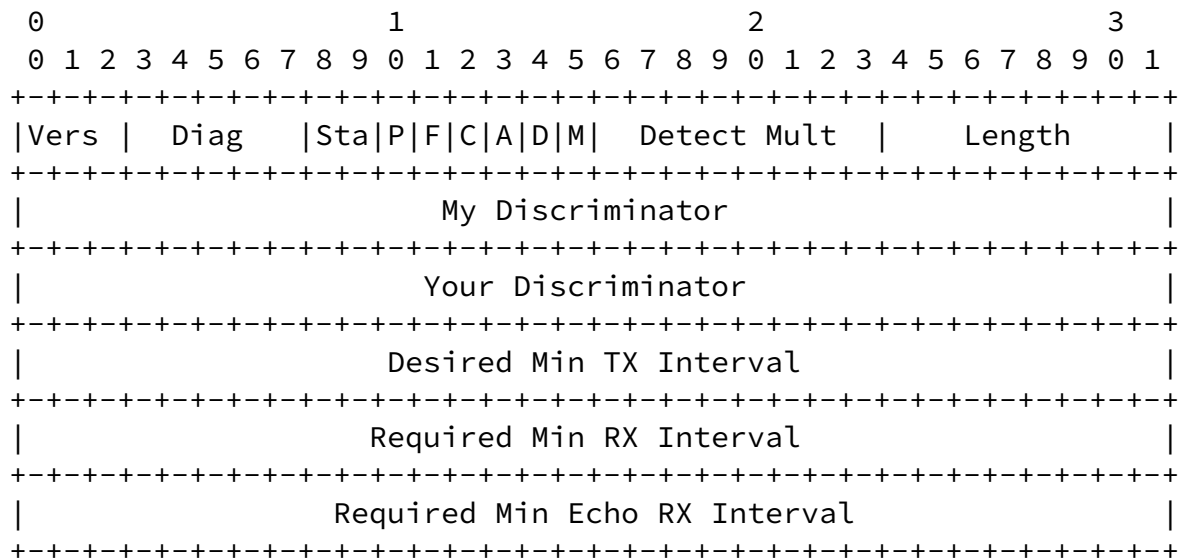 0                   1                   2                   3
 0 1 2 3 4 5 6 7 8 9 0 1 2 3 4 5 6 7 8 9 0 1 2 3 4 5 6 7 8 9 0 1
+-+-+-+-+-+-+-+-+-+-+-+-+-+-+-+-+-+-+-+-+-+-+-+-+-+-+-+-+-+-+-+-+
|Vers |  Diag   |Sta|P|F|C|A|D|M|  Detect Mult  |    Length     |
+-+-+-+-+-+-+-+-+-+-+-+-+-+-+-+-+-+-+-+-+-+-+-+-+-+-+-+-+-+-+-+-+
|                       My Discriminator                        |
+-+-+-+-+-+-+-+-+-+-+-+-+-+-+-+-+-+-+-+-+-+-+-+-+-+-+-+-+-+-+-+-+
|                      Your Discriminator                       |
+-+-+-+-+-+-+-+-+-+-+-+-+-+-+-+-+-+-+-+-+-+-+-+-+-+-+-+-+-+-+-+-+
|                    Desired Min TX Interval                    |
+-+-+-+-+-+-+-+-+-+-+-+-+-+-+-+-+-+-+-+-+-+-+-+-+-+-+-+-+-+-+-+-+
|                   Required Min RX Interval                    |
+-+-+-+-+-+-+-+-+-+-+-+-+-+-+-+-+-+-+-+-+-+-+-+-+-+-+-+-+-+-+-+-+
|                 Required Min Echo RX Interval                 |
+-+-+-+-+-+-+-+-+-+-+-+-+-+-+-+-+-+-+-+-+-+-+-+-+-+-+-+-+-+-+-+-+